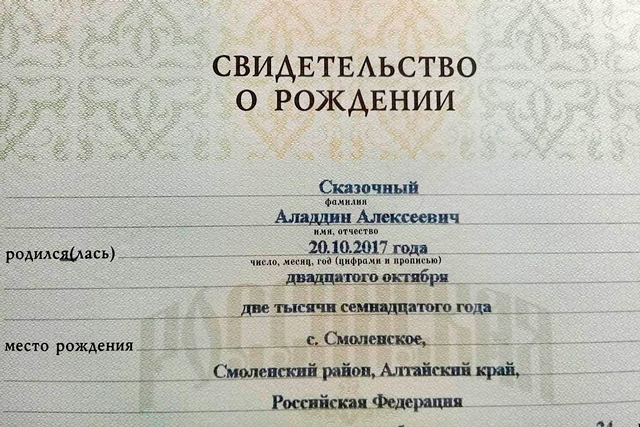 СВИДЕТЕЛЬСТВО
О РОЖДЕНИИ
Сказочный
фамилия
Аладдин Алексеевич
имя, отчество
родился(лась) 20.10.2017 года
число, месяц, год (цифрами и прописью)
двадцатого октября
две тысячи семнадцатого года
место рождения с. Смоленское,
Смоленский район, Алтайский край,
Российская Федерация